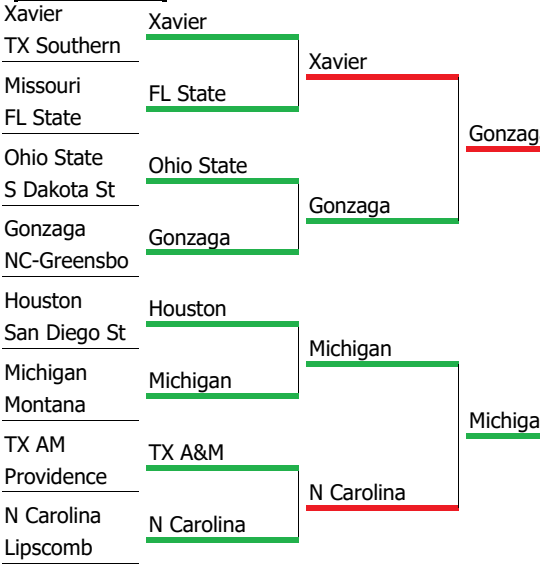 Xavier
TX Southern
Missouri
FL State
Ohio State
S Dakota St
Gonzaga
NC-Greensbo
Houston
San Diego St
Michigan
Montana
TX AM
Providence
N Carolina
Lipscomb
Xavier
FL State
Ohio State
Gonzaga
Houston
Michigan
TX A&M
N Carolina
Xavier
Gonzaga
Michigan
N Carolina
Gonzag
Michiga